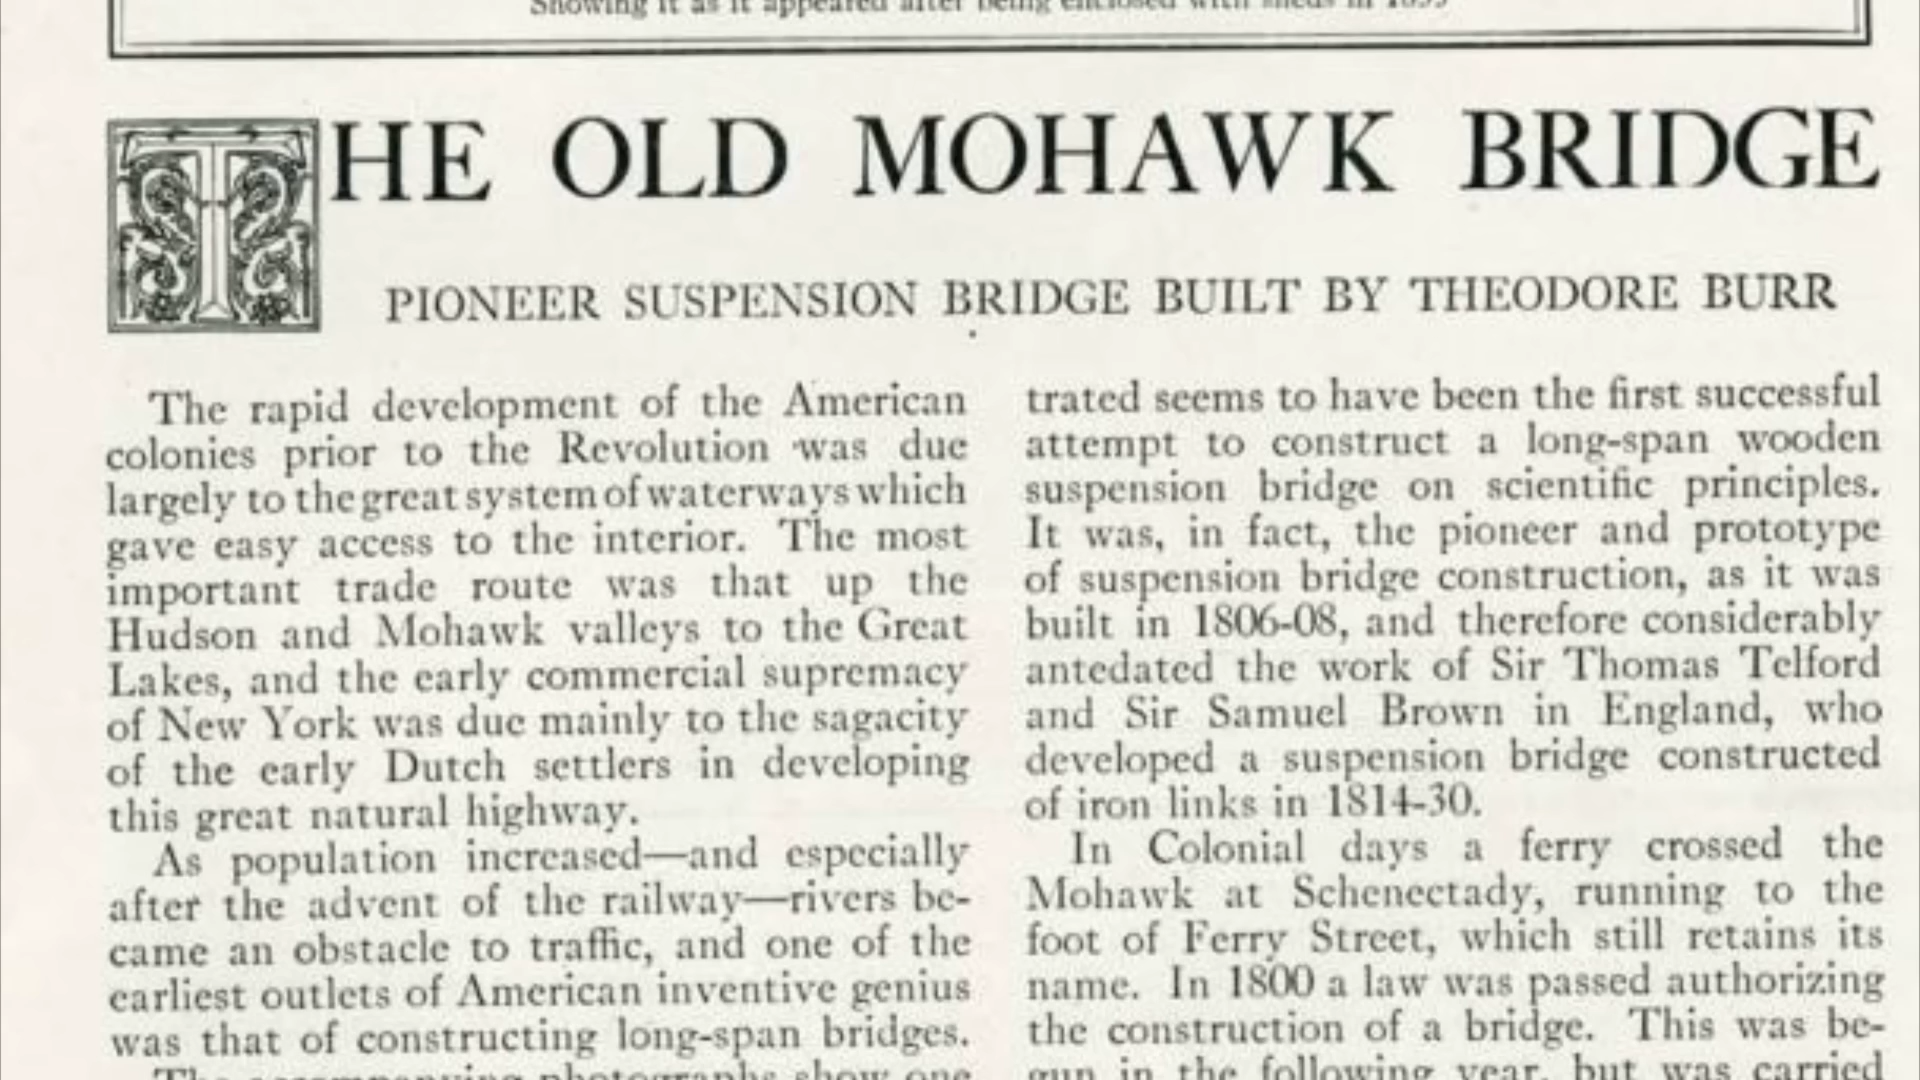 Showing it as it appeared after being enclosed with sheds in
THE OLD MOHAWK BRIDGE
PIONEER SUSPENSION BRIDGE BUILT BY THEODORE BURR
The rapid development of the American
colonies prior to the Revolution was due
largely to the great system of waterways which
gave easy access to the interior. The most
important trade route was that up the
Hudson and Mohawk valleys to the Great
Lakes, and the early commercial supremacy
of New York was due mainly to the sagacity
of the early Dutch settlers in developing
this great natural highway.
As population increased—and especially
after the advent of the railway—rivers be-
came an obstacle to traffic, and one of the
earliest outlets of American inventive genius
was that of constructing long-span bridges.
The accompanying photographs show one
trated seems to have been the first successful
attempt to construct a long-span wooden
suspension bridge on scientific principles.
It was, in fact, the pioneer and prototype
of suspension bridge construction, as it was
built in 1806-08, and therefore considerably
antedated the work of Sir Thomas Telford
and Sir Samuel Brown in England, who
developed a suspension bridge constructed
of iron links in 1814-30.
In Colonial days a ferry crossed the
Mohawk at Schenectady, running to the
foot of Ferry Street, which still retains its
name. In 1800 a law was passed authorizing
the construction of a bridge. This was be-
gun in the following year, but was carried